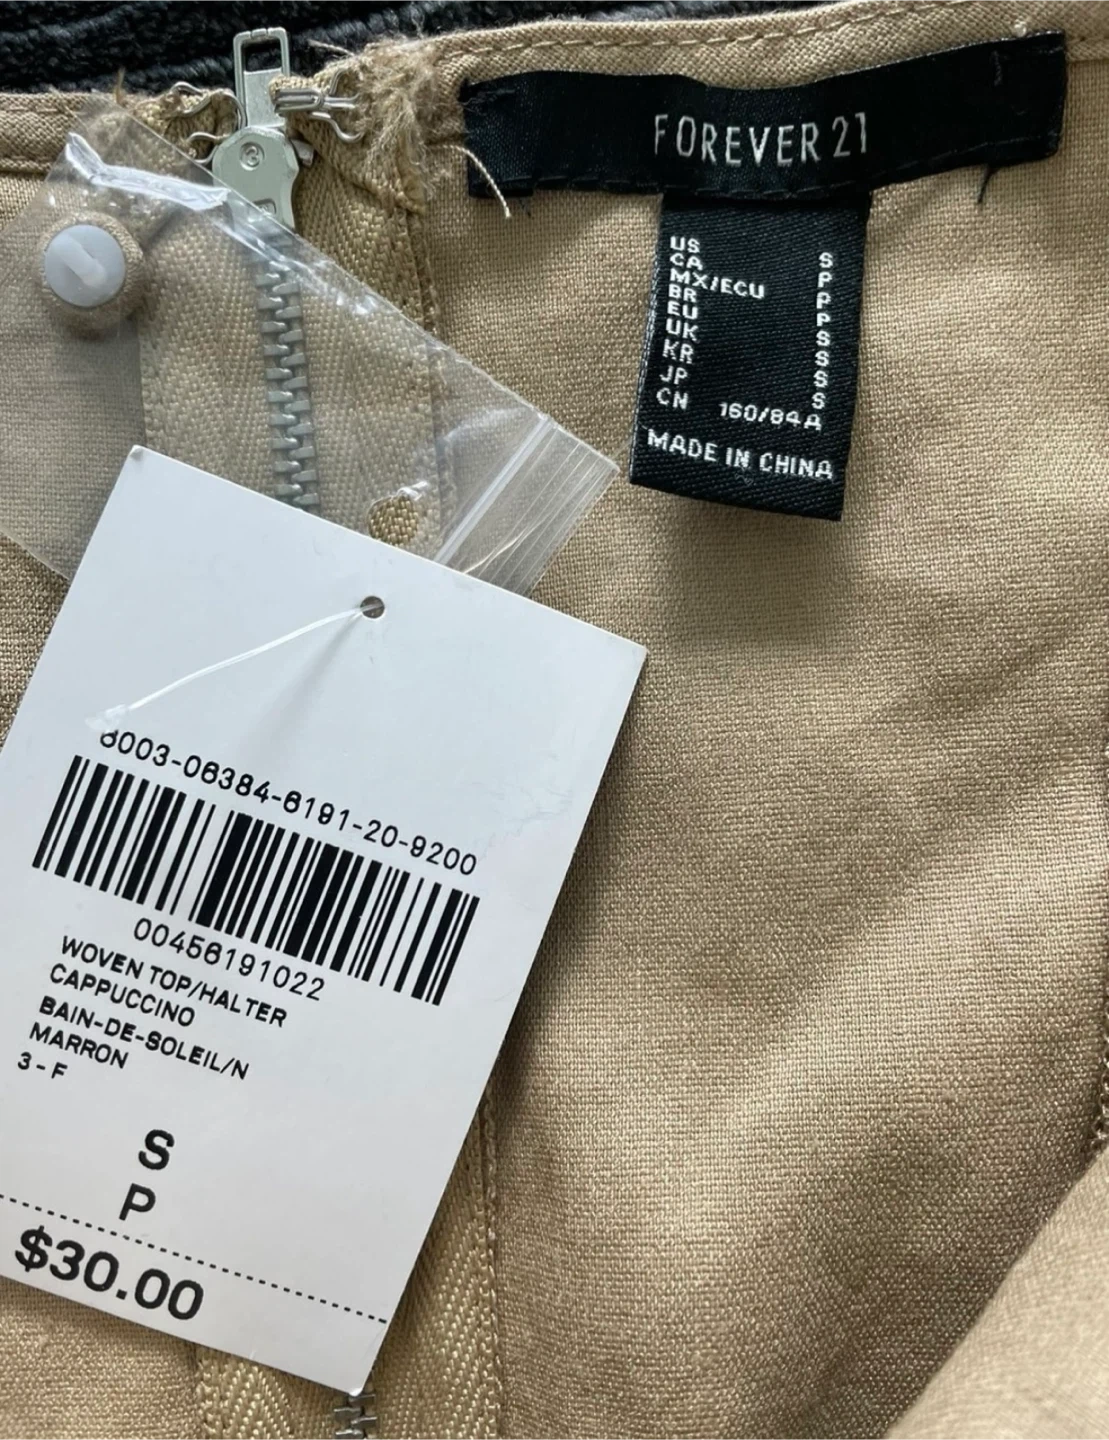 FOREVER 21
US S
CA P
MX/ECU P
BR P
EU S
UK S
KR S
JP S
CN 160/84A
MADE IN CHINA
8003-06384-6191-20-9200
00456191022
WOVEN TOP/HALTER
CAPPUCCINO
BAIN-DE-SOLEIL/N
MARRON
3-F
S
P
$30.00